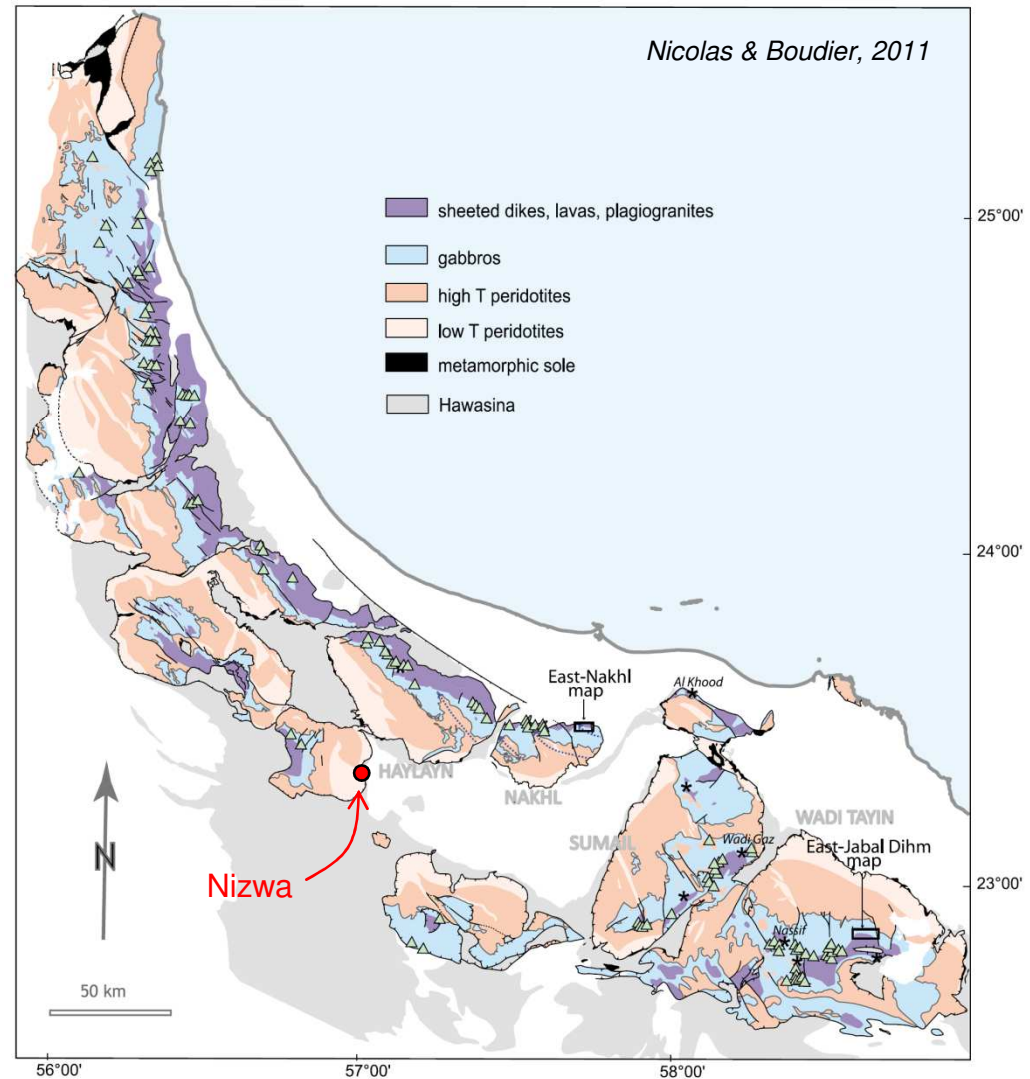 Nicolas & Boudier, 2011
25°00'
sheeted dikes, lavas, plagiogranites
gabbros
high T peridotites
low T peridotites
metamorphic sole
Hawasina
24°00'
East-Nakhl
map
Al Khood
HAYLAYN
NAKHL
WADI TAYIN
SUMAIL
Wadi Gaz
East-Jabal Dihm
map
N
Nizwa
23°00'
Nassif
50 km
56°00'
57°00'
58°00'